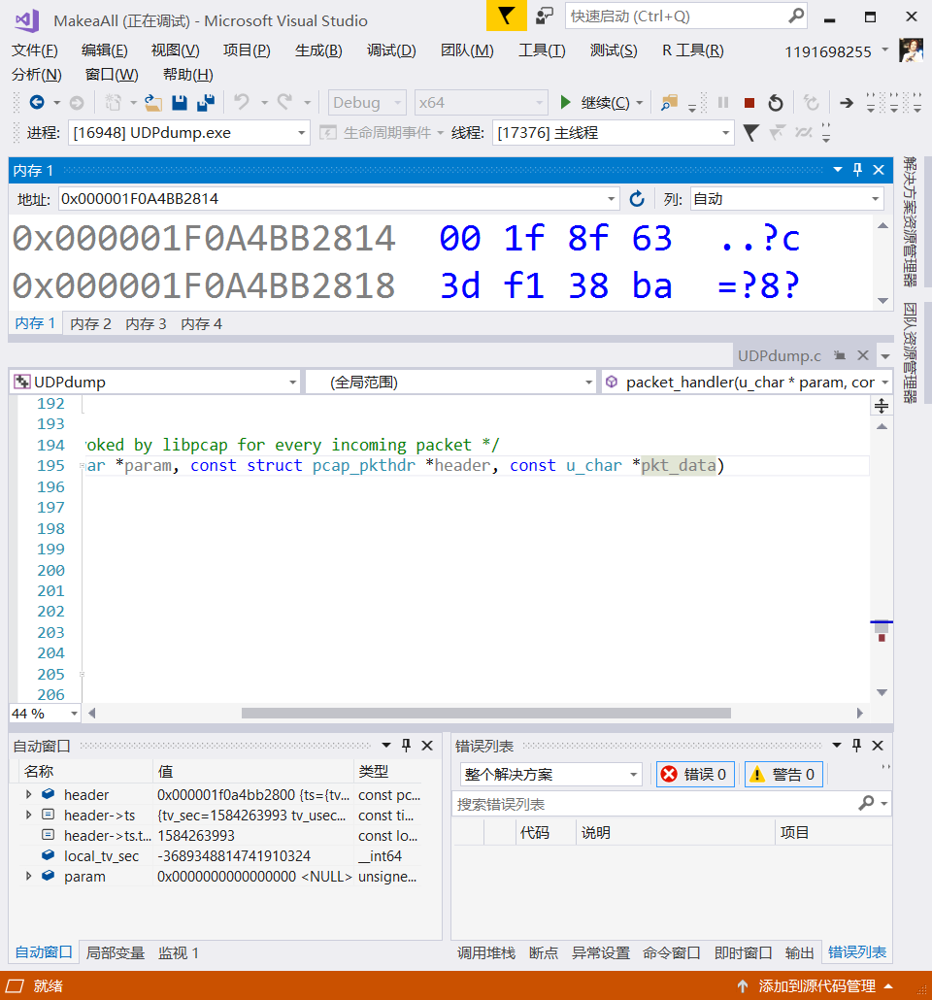 MakeaAll (正在调试) - Microsoft Visual Studio
快速启动 (Ctrl+Q)
文件(F) 编辑(E) 视图(V) 项目(P) 生成(B) 调试(D) 团队(M) 工具(T) 测试(S) R 工具(R) 1191698255
分析(N) 窗口(W) 帮助(H)
Debug x64 继续(C)
进程: [16948] UDPdump.exe 生命周期事件 线程: [17376] 主线程
内存 1
地址: 0x000001F0A4BB2814 列: 自动
0x000001F0A4BB2814 00 1f 8f 63 ..?c
0x000001F0A4BB2818 3d f1 38 ba =?8?
内存 1 内存 2 内存 3 内存 4
解决方案资源管理器
团队资源管理器
UDPdump.c
UDPdump (全局范围) packet_handler(u_char * param, cor
192
193
194 oked by libpcap for every incoming packet */
195 ar *param, const struct pcap_pkthdr *header, const u_char *pkt_data)
196
197
198
199
200
201
202
203
204
205
206
44 %
自动窗口
名称 值 类型
header 0x000001f0a4bb2800 {ts={tv... const pc...
header->ts {tv_sec=1584263993 tv_usec... const ti...
header->ts.t... 1584263993 const lo...
local_tv_sec -3689348814741910324 __int64
param 0x0000000000000000 <NULL> unsigne...
自动窗口 局部变量 监视 1
错误列表
整个解决方案 错误 0 警告 0
搜索错误列表
代码 说明 项目
调用堆栈 断点 异常设置 命令窗口 即时窗口 输出 错误列表
就绪 添加到源代码管理